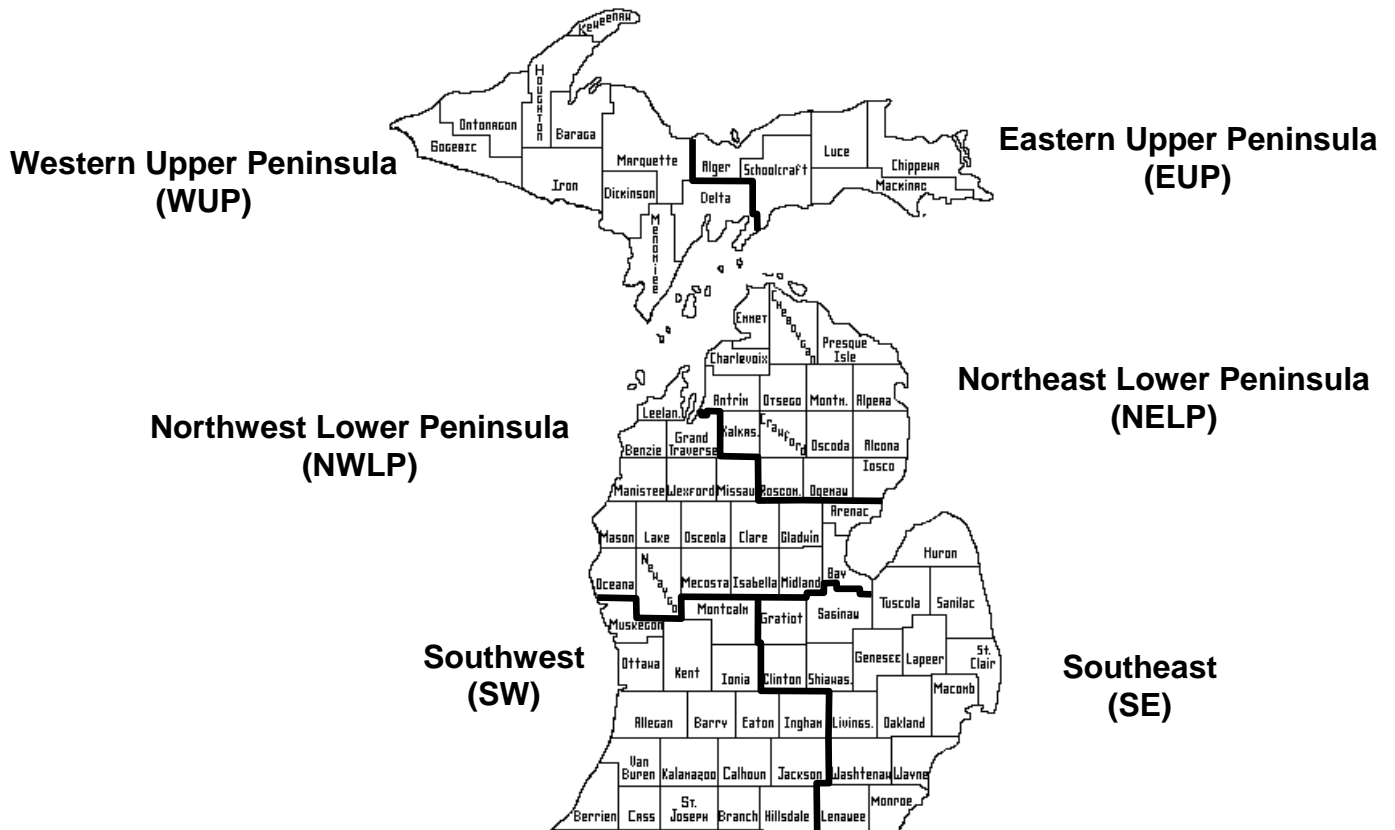 Keweenaw
Houghton
Ontonagon
Baraga
Gogebic
Luce
Alger
Schoolcraft
Chippewa
Marquette
Mackinac
Iron
Dickinson
Delta
Menomiee
Western Upper Peninsula
(WUP)
Eastern Upper Peninsula
(EUP)
Emmet
Cheboygan
Presque
Isle
Charlevoix
Antrim
Otsego
Montm.
Alpena
Northeast Lower Peninsula
(NELP)
Leelan.
Northwest Lower Peninsula
(NWLP)
Benzie
Grand
Traverse
Kalkas.
Crawford
Oscoda
Alcona
Iosco
Manistee
Wexford
Missau
Roscom.
Ogemaw
Arenac
Mason
Lake
Osceola
Clare
Gladwin
Huron
Oceana
Newaygo
Mecosta
Isabella
Midland
Bay
Tuscola
Sanilac
Muskegon
Montcalm
Gratiot
Saginaw
Southwest
(SW)
Ottawa
Kent
Ionia
Clinton
Shiawas.
Genesee
Lapeer
St.
Clair
Southeast
(SE)
Macomb
Allegan
Barry
Eaton
Ingham
Livings.
Oakland
Van
Buren
Kalamazoo
Calhoun
Jackson
Washtenaw
Wayne
Berrien
Cass
St.
Joseph
Branch
Hillsdale
Lenawee
Monroe